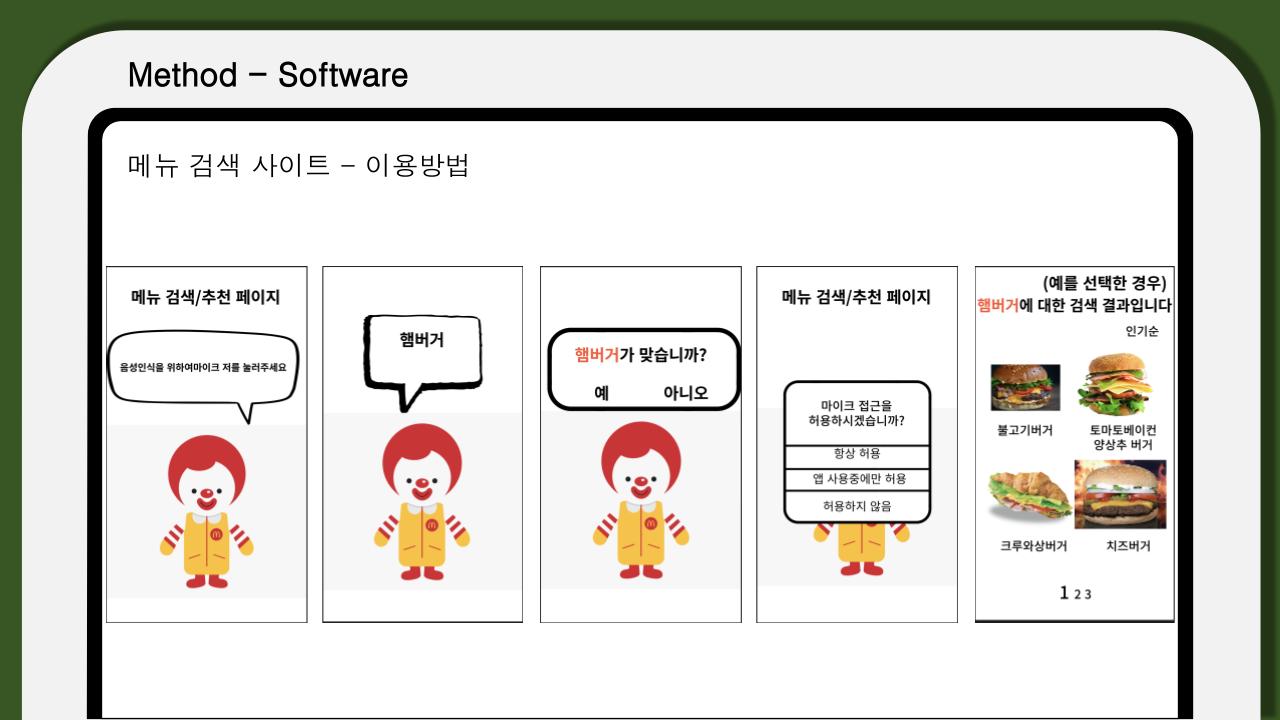 Method – Software
메뉴 검색 사이트 – 이용방법
메뉴 검색/추천 페이지
음성인식을 위하여마이크 저를 눌러주세요
햄버거
햄버거가 맞습니까?
예 아니오
메뉴 검색/추천 페이지
마이크 접근을
허용하시겠습니까?
항상 허용
앱 사용중에만 허용
허용하지 않음
(예를 선택한 경우)
햄버거에 대한 검색 결과입니다
인기순
불고기버거
토마토베이컨
양상추 버거
크루와상버거
치즈버거
1 2 3